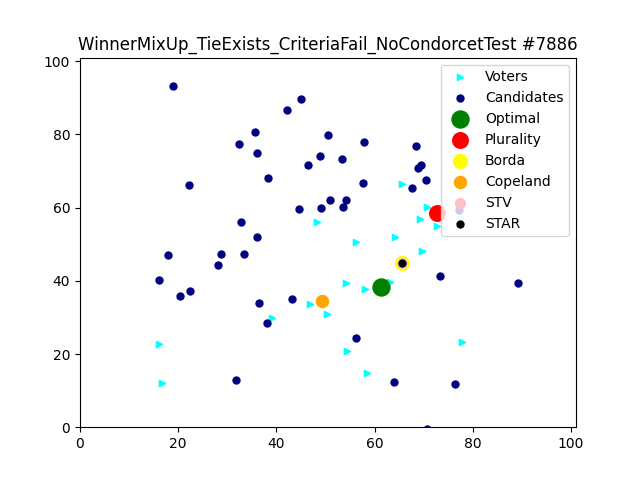 WinnerMixUp_TieExists_CriteriaFail_NoCondorcetTest #7886
100
80
60
40
20
0
0 20 40 60 80 100
Voters
Candidates
Optimal
Plurality
Borda
Copeland
STV
STAR